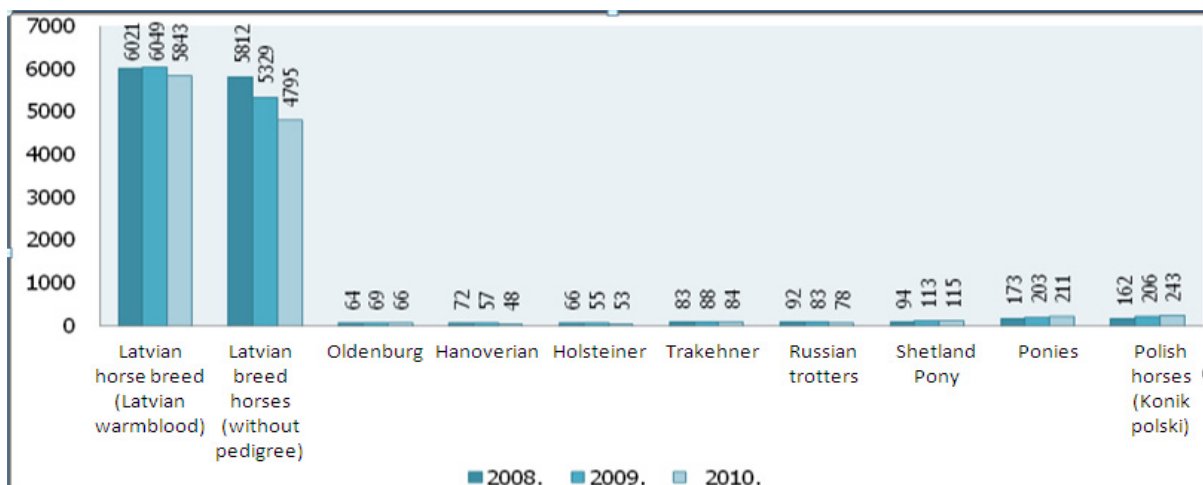 7000
6000
5000
4000
3000
2000
1000
0
6021 6049 5843
5812 5329 4795
64 69 66
72 57 48
66 55 53
83 88 84
92 83 78
94 113 115
173 203 211
162 206 243
Latvian
horse breed
(Latvian
warmblood)
Latvian
breed
horses
(without
pedigree)
Oldenburg
Hanoverian
Holsteiner
Trakehner
Russian
trotters
Shetland
Pony
Ponies
Polish
horses
(Konik
polski)
2008. 2009. 2010.